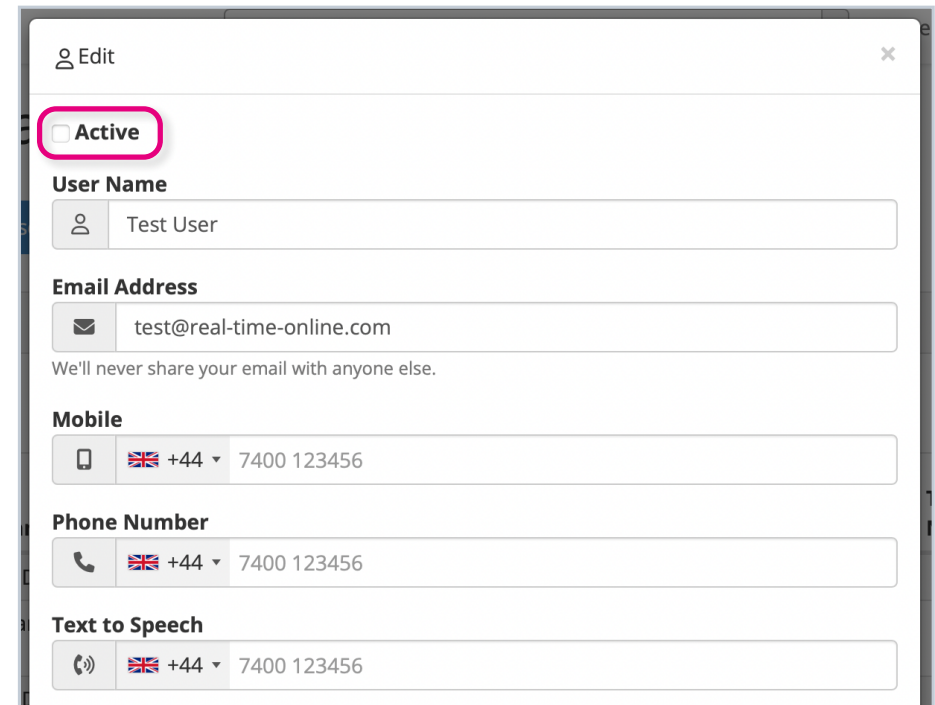 Edit ×
Active
User Name
Test User
Email Address
test@real-time-online.com
We'll never share your email with anyone else.
Mobile
+44 7400 123456
Phone Number
+44 7400 123456
Text to Speech
+44 7400 123456